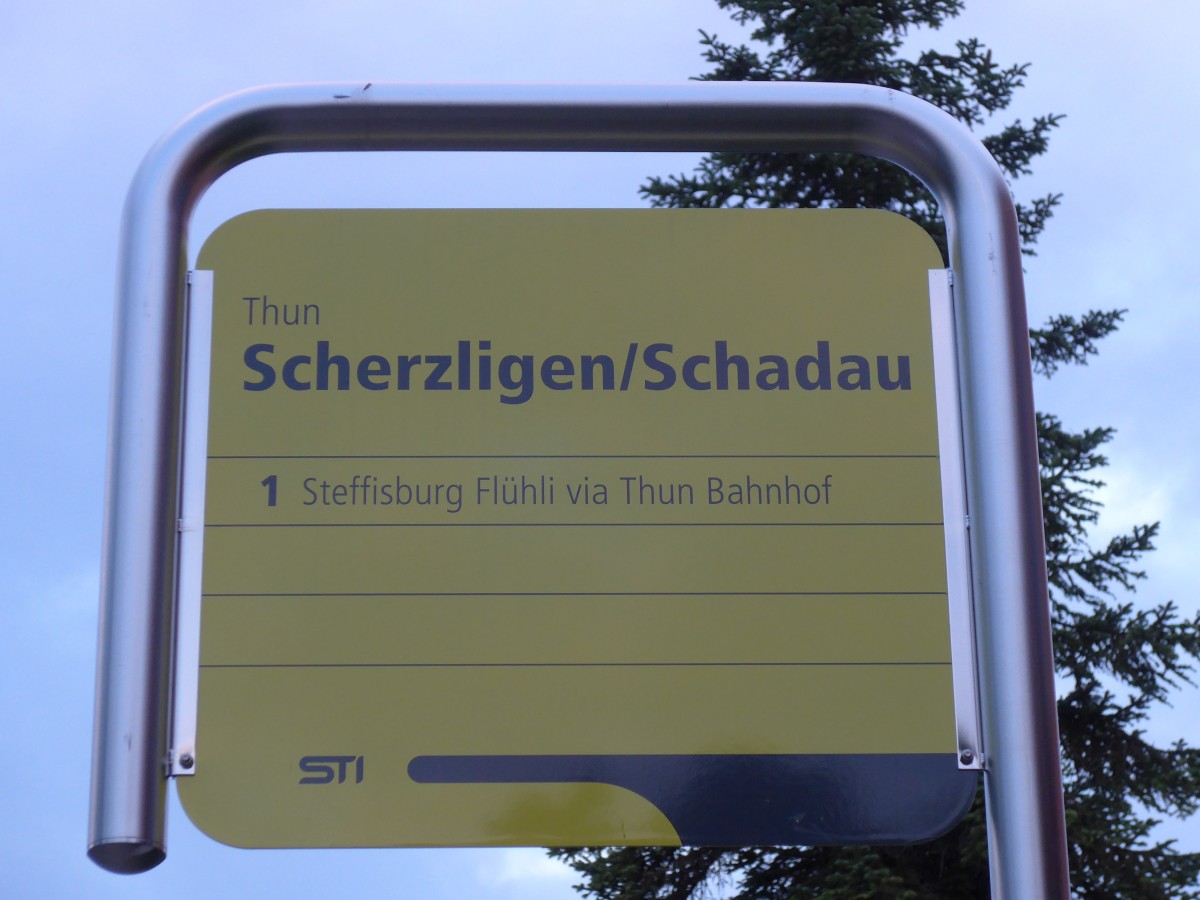 Thun
Scherzligen/Schadau
1 Steffisburg Flühli via Thun Bahnhof
STI